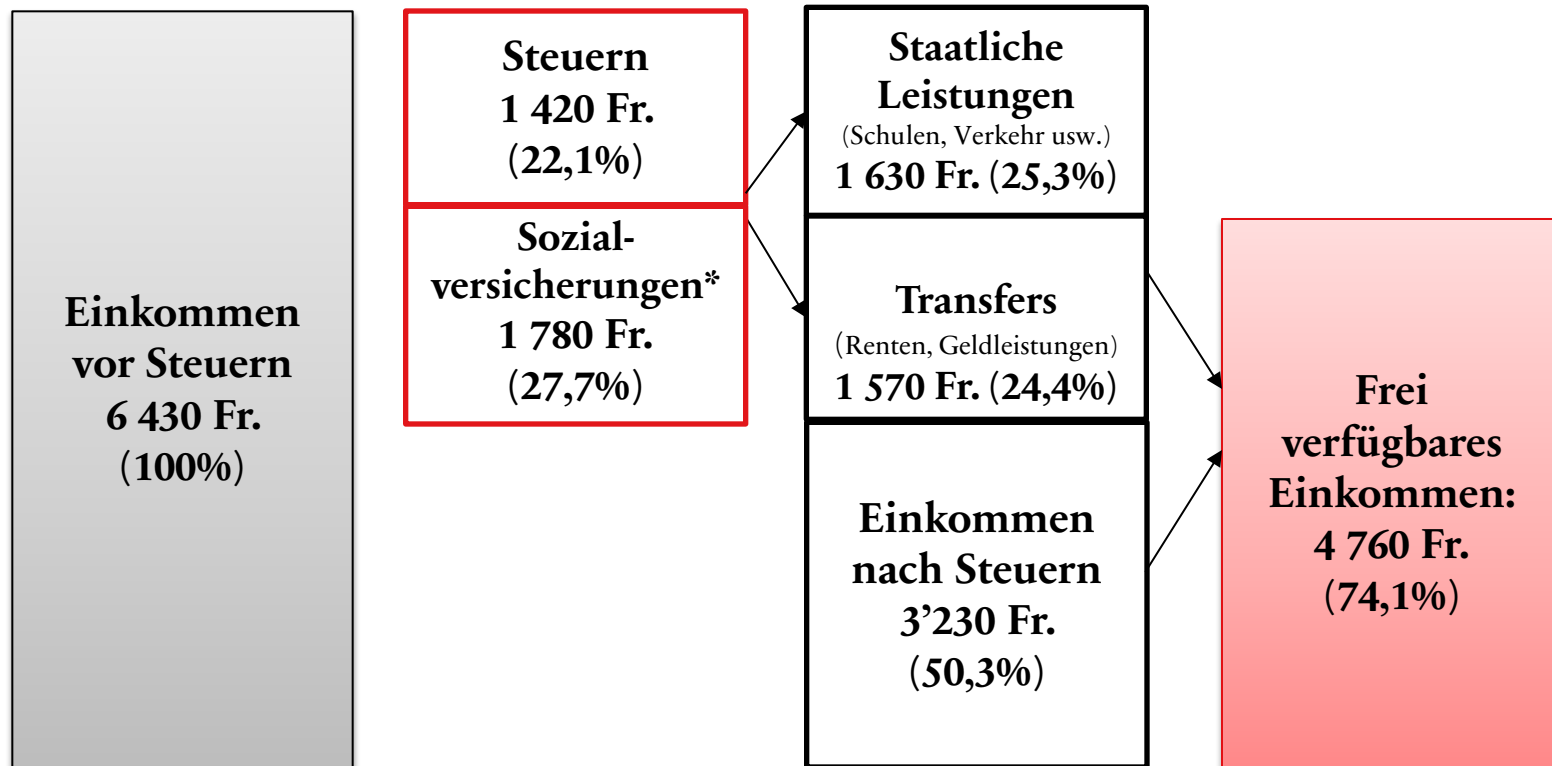 Einkommen
vor Steuern
6 430 Fr.
(100%)
Steuern
1 420 Fr.
(22,1%)
Sozial-
versicherungen*
1 780 Fr.
(27,7%)
Staatliche
Leistungen
(Schulen, Verkehr usw.)
1 630 Fr. (25,3%)
Transfers
(Renten, Geldleistungen)
1 570 Fr. (24,4%)
Einkommen
nach Steuern
3’230 Fr.
(50,3%)
Frei
verfügbares
Einkommen:
4 760 Fr.
(74,1%)